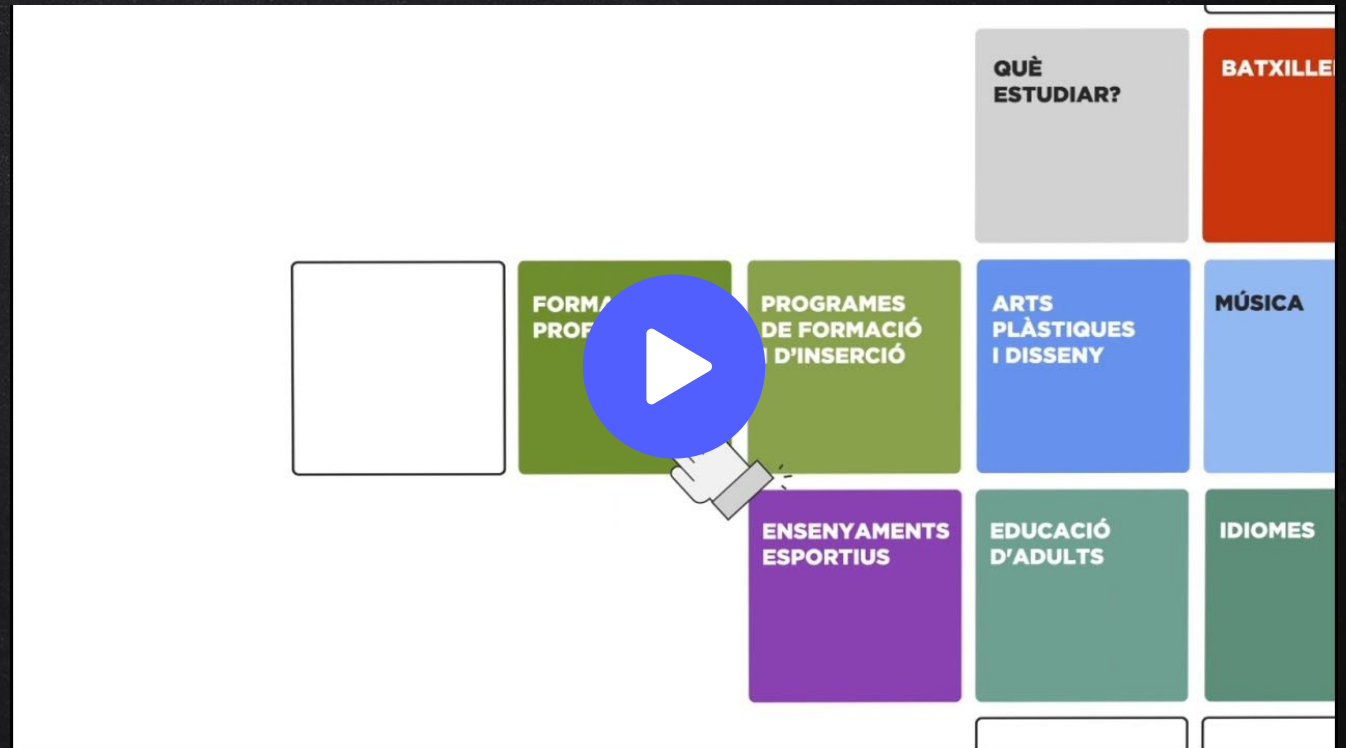 QUÈ
ESTUDIAR?
BATXILLE
FORMA
PROF
PROGRAMES
DE FORMACIÓ
I D'INSERCIÓ
ARTS
PLÀSTIQUES
I DISSENY
MÚSICA
ENSENYAMENTS
ESPORTIUS
EDUCACIÓ
D'ADULTS
IDIOMES